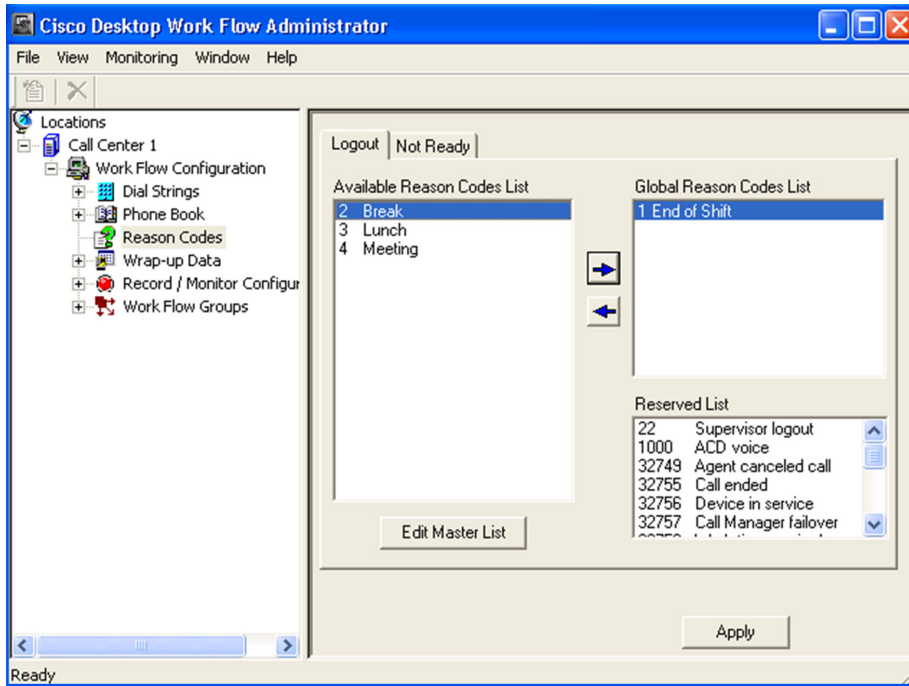 Cisco Desktop Work Flow Administrator
File View Monitoring Window Help
Locations
Call Center 1
Work Flow Configuration
Dial Strings
Phone Book
Reason Codes
Wrap-up Data
Record / Monitor Configur
Work Flow Groups
Logout Not Ready
Available Reason Codes List
2 Break
3 Lunch
4 Meeting
Edit Master List
Global Reason Codes List
1 End of Shift
Reserved List
22 Supervisor logout
1000 ACD voice
32749 Agent canceled call
32755 Call ended
32756 Device in service
32757 Call Manager failover
Apply
Ready